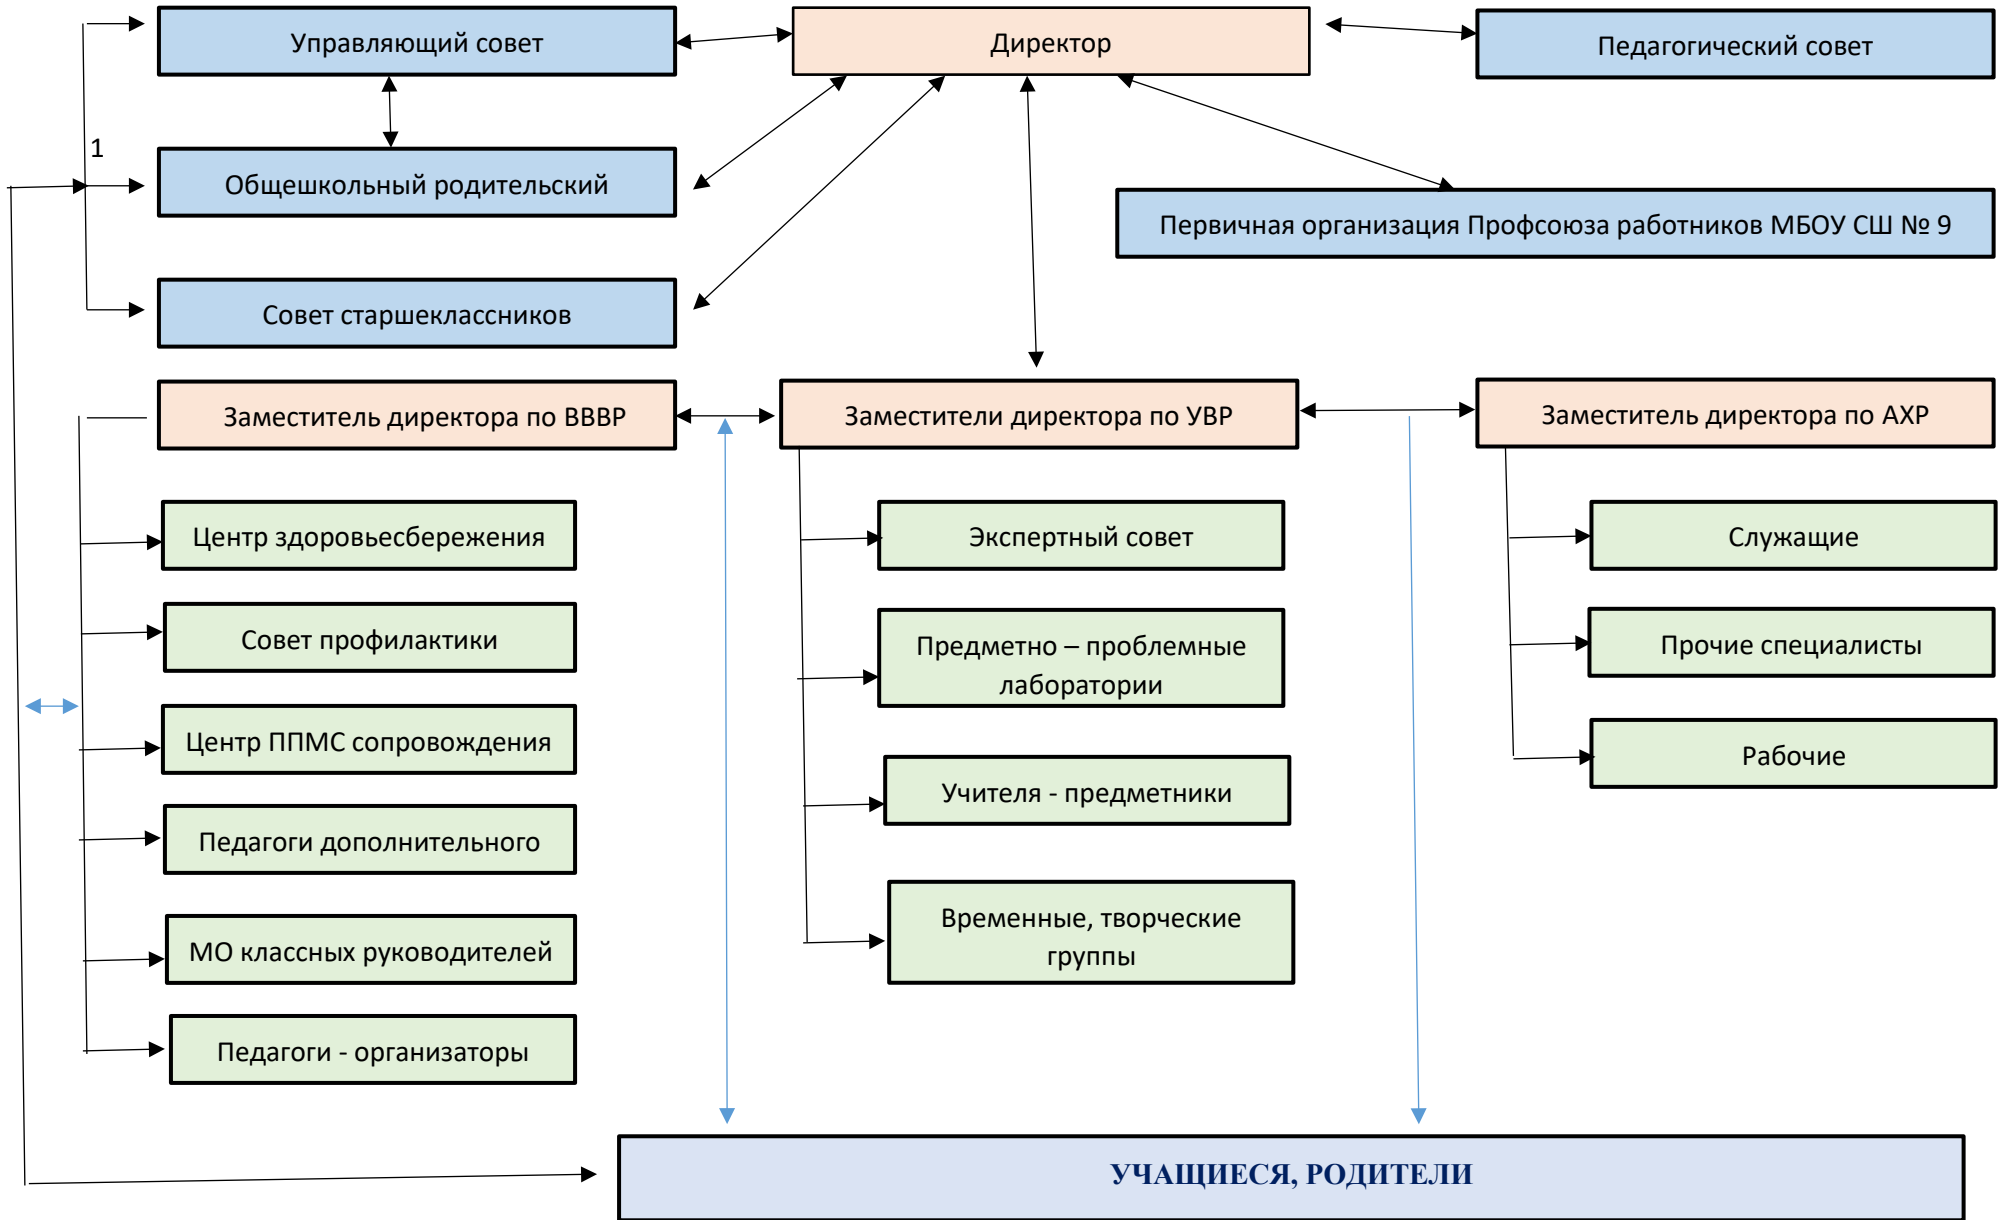 Управляющий совет
Директор
Педагогический совет
1
Общешкольный родительский
Первичная организация Профсоюза работников МБОУ СШ № 9
Совет старшеклассников
Заместитель директора по ВВВР
Заместители директора по УВР
Заместитель директора по АХР
Центр здоровьесбережения
Экспертный совет
Служащие
Совет профилактики
Предметно – проблемные
лаборатории
Прочие специалисты
Центр ППМС сопровождения
Учителя - предметники
Рабочие
Педагоги дополнительного
МО классных руководителей
Временные, творческие
группы
Педагоги - организаторы
УЧАЩИЕСЯ, РОДИТЕЛИ